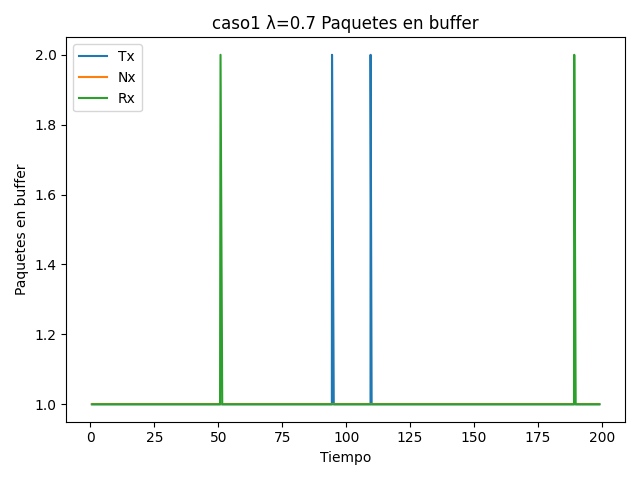 caso1 λ=0.7 Paquetes en buffer
Tx
Nx
Rx
Paquetes en buffer
2.0
1.8
1.6
1.4
1.2
1.0
0 25 50 75 100 125 150 175 200
Tiempo